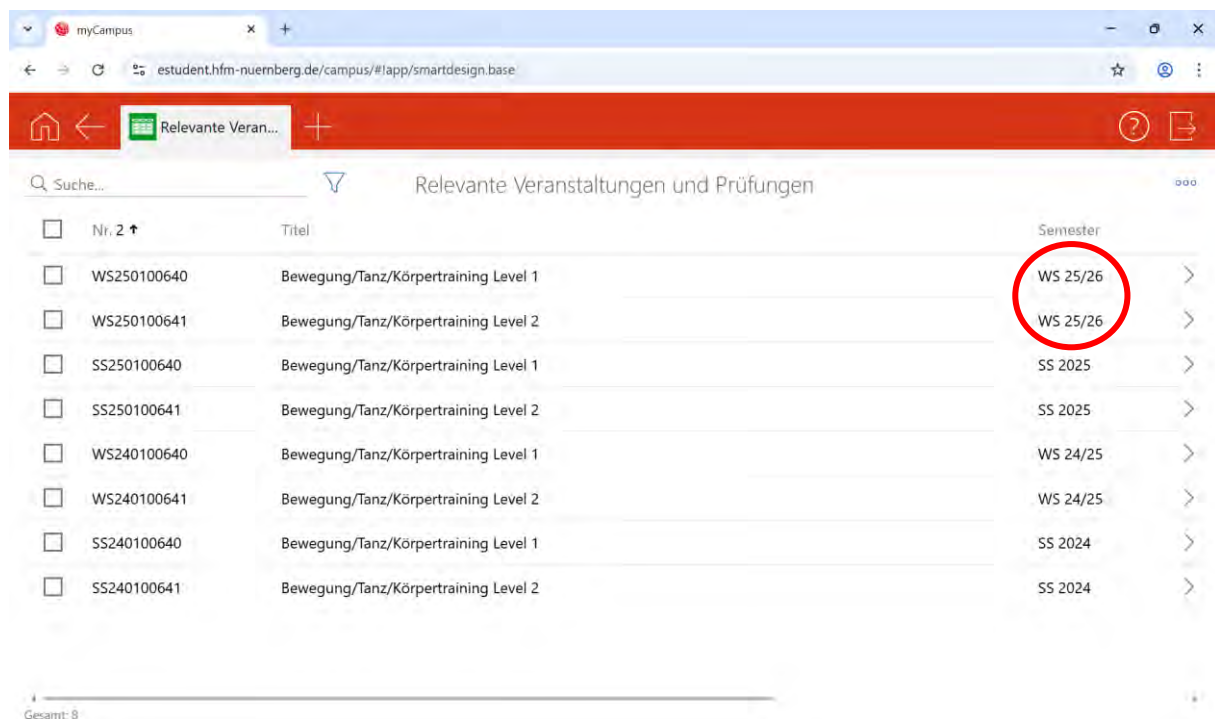 myCampus
estudent.hfm-nuernberg.de/campus/#!app/smartdesign.base
Relevante Veran...
Suche... Relevante Veranstaltungen und Prüfungen
Nr. 2 Titel Semester
WS250100640 Bewegung/Tanz/Körpertraining Level 1 WS 25/26
WS250100641 Bewegung/Tanz/Körpertraining Level 2 WS 25/26
SS250100640 Bewegung/Tanz/Körpertraining Level 1 SS 2025
SS250100641 Bewegung/Tanz/Körpertraining Level 2 SS 2025
WS240100640 Bewegung/Tanz/Körpertraining Level 1 WS 24/25
WS240100641 Bewegung/Tanz/Körpertraining Level 2 WS 24/25
SS240100640 Bewegung/Tanz/Körpertraining Level 1 SS 2024
SS240100641 Bewegung/Tanz/Körpertraining Level 2 SS 2024
Gesamt: 8